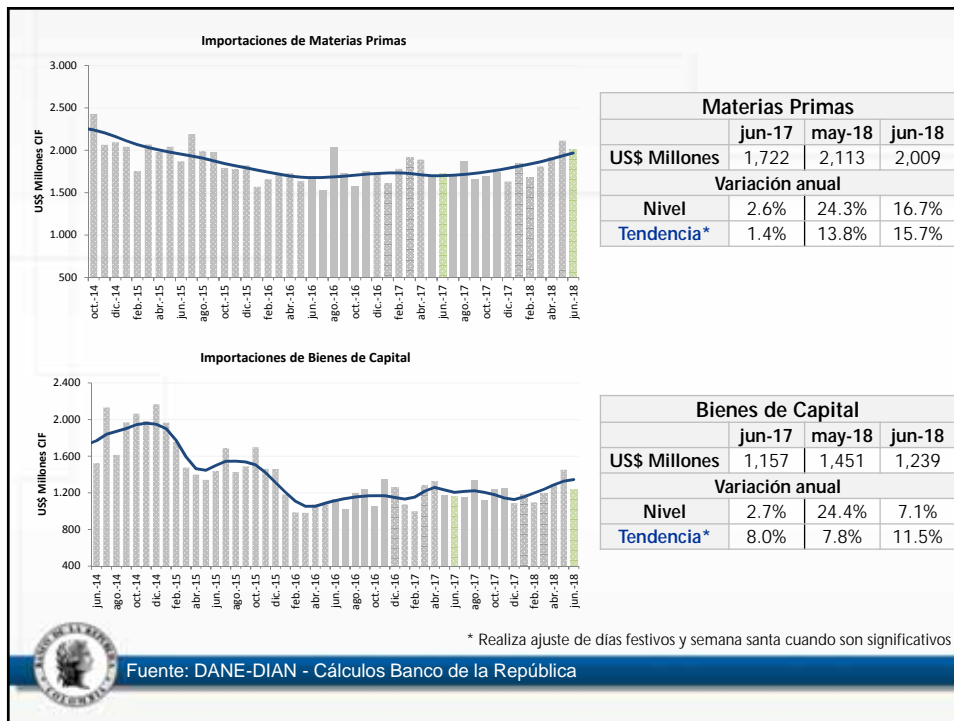 Importaciones de Materias Primas
US$ Millones CIF
3.000
2.500
2.000
1.500
1.000
500
oct.-14 dic.-14 feb.-15 abr.-15 jun.-15 ago.-15 oct.-15 dic.-15 feb.-16 abr.-16 jun.-16 ago.-16 oct.-16 dic.-16 feb.-17 abr.-17 jun.-17 ago.-17 oct.-17 dic.-17 feb.-18 abr.-18 jun.-18
Materias Primas
jun-17 may-18 jun-18
US$ Millones 1,722 2,113 2,009
Variación anual
Nivel 2.6% 24.3% 16.7%
Tendencia* 1.4% 13.8% 15.7%
Importaciones de Bienes de Capital
US$ Millones CIF
2.400
2.000
1.600
1.200
800
400
jun.-14 ago.-14 oct.-14 dic.-14 feb.-15 abr.-15 jun.-15 ago.-15 oct.-15 dic.-15 feb.-16 abr.-16 jun.-16 ago.-16 oct.-16 dic.-16 feb.-17 abr.-17 jun.-17 ago.-17 oct.-17 dic.-17 feb.-18 abr.-18 jun.-18
Bienes de Capital
jun-17 may-18 jun-18
US$ Millones 1,157 1,451 1,239
Variación anual
Nivel 2.7% 24.4% 7.1%
Tendencia* 8.0% 7.8% 11.5%
* Realiza ajuste de días festivos y semana santa cuando son significativos
BANCO DE LA REPUBLICA
COLOMBIA
Fuente: DANE-DIAN - Cálculos Banco de la República